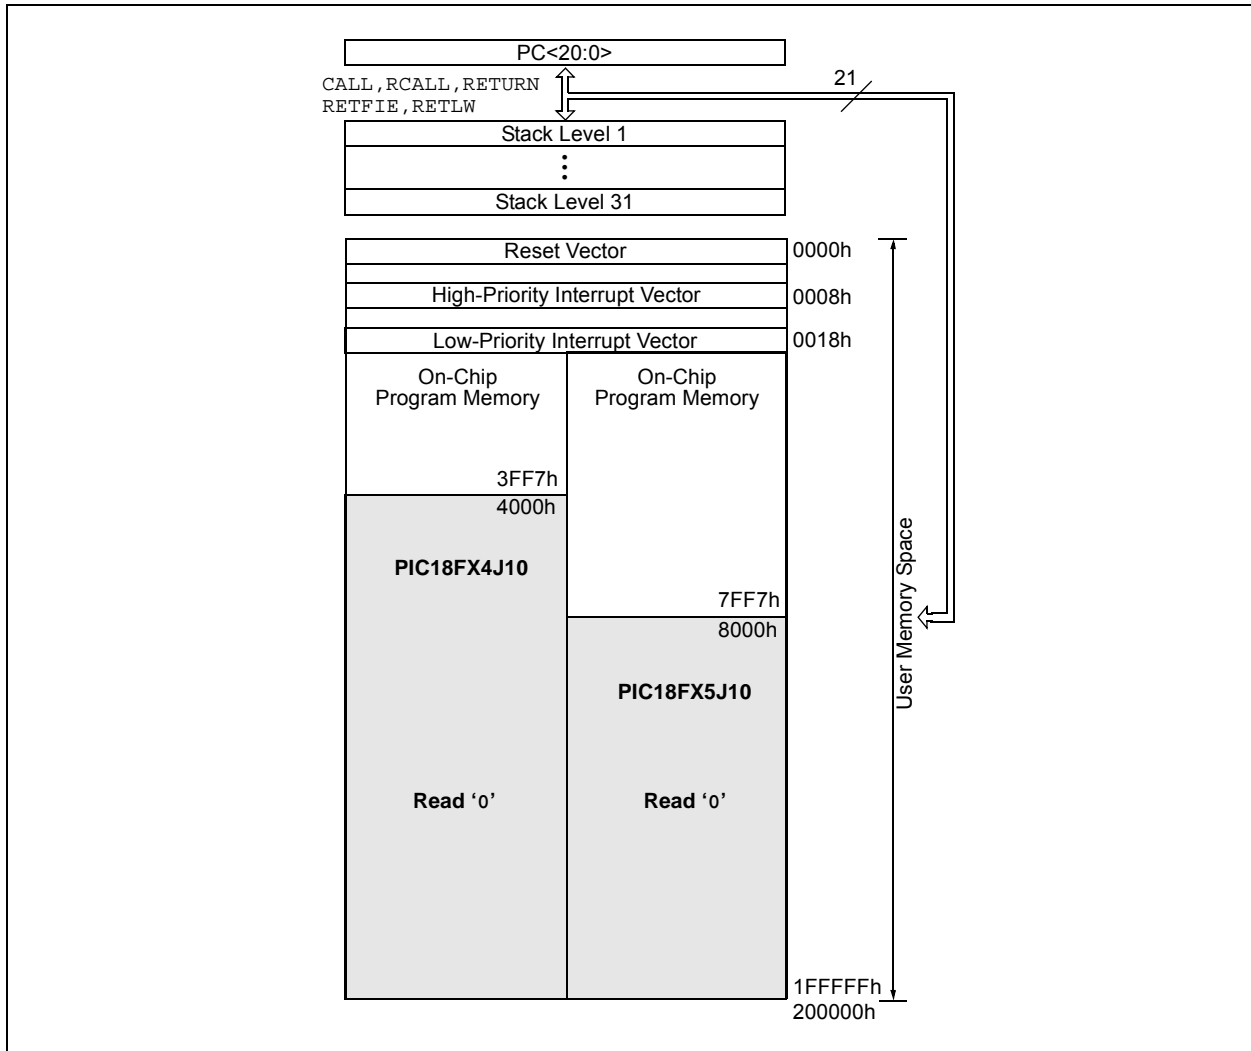 PC<20:0>
CALL,RCALL,RETURN
RETFIE,RETLW
21
Stack Level 1
Stack Level 31
Reset Vector
0000h
High-Priority Interrupt Vector
0008h
Low-Priority Interrupt Vector
0018h
On-Chip
Program Memory
On-Chip
Program Memory
3FF7h
4000h
PIC18FX4J10
7FF7h
8000h
PIC18FX5J10
Read ‘0’
Read ‘0’
User Memory Space
1FFFFFh
200000h